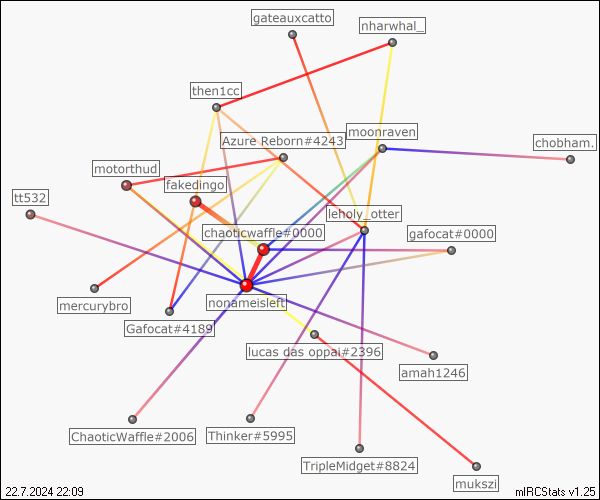 gateauxcatto
nharwhal_
then1cc
moonraven
Azure Reborn#4243
chobham.
motorthud
fakedingo
tt532
leholy_otter
chaoticwaffle#0000
gafocat#0000
nonameisleft
mercurybro
Gafocat#4189
lucas das oppai#2396
amah1246
ChaoticWaffle#2006
Thinker#5995
TripleMidget#8824
mukszi
22.7.2024 22:09
mIRCStats v1.25